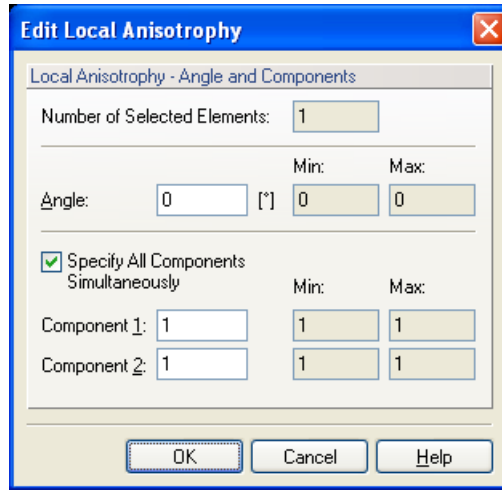 Edit Local Anisotrophy
Local Anisotrophy - Angle and Components
Number of Selected Elements: 1
Min: Max:
Angle: 0 [°] 0 0
Specify All Components
Simultaneously
Min: Max:
Component 1: 1 1 1
Component 2: 1 1 1
OK Cancel Help